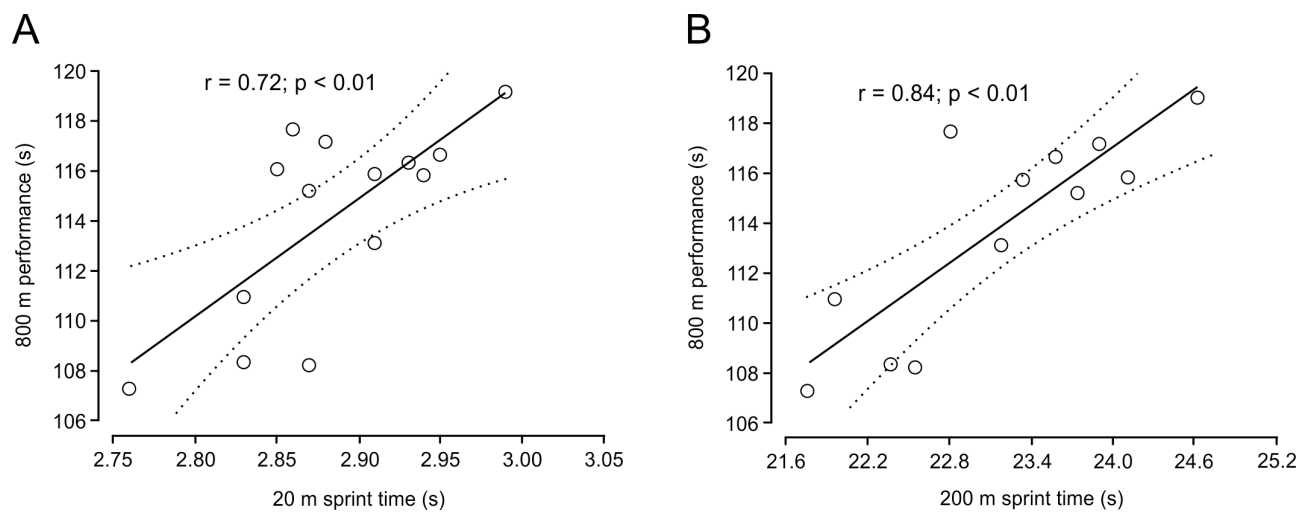 A
r = 0.72; p < 0.01
800 m performance (s)
120
118
116
114
112
110
108
106
2.75 2.80 2.85 2.90 2.95 3.00 3.05
20 m sprint time (s)
B
r = 0.84; p < 0.01
800 m performance (s)
120
118
116
114
112
110
108
106
21.6 22.2 22.8 23.4 24.0 24.6 25.2
200 m sprint time (s)